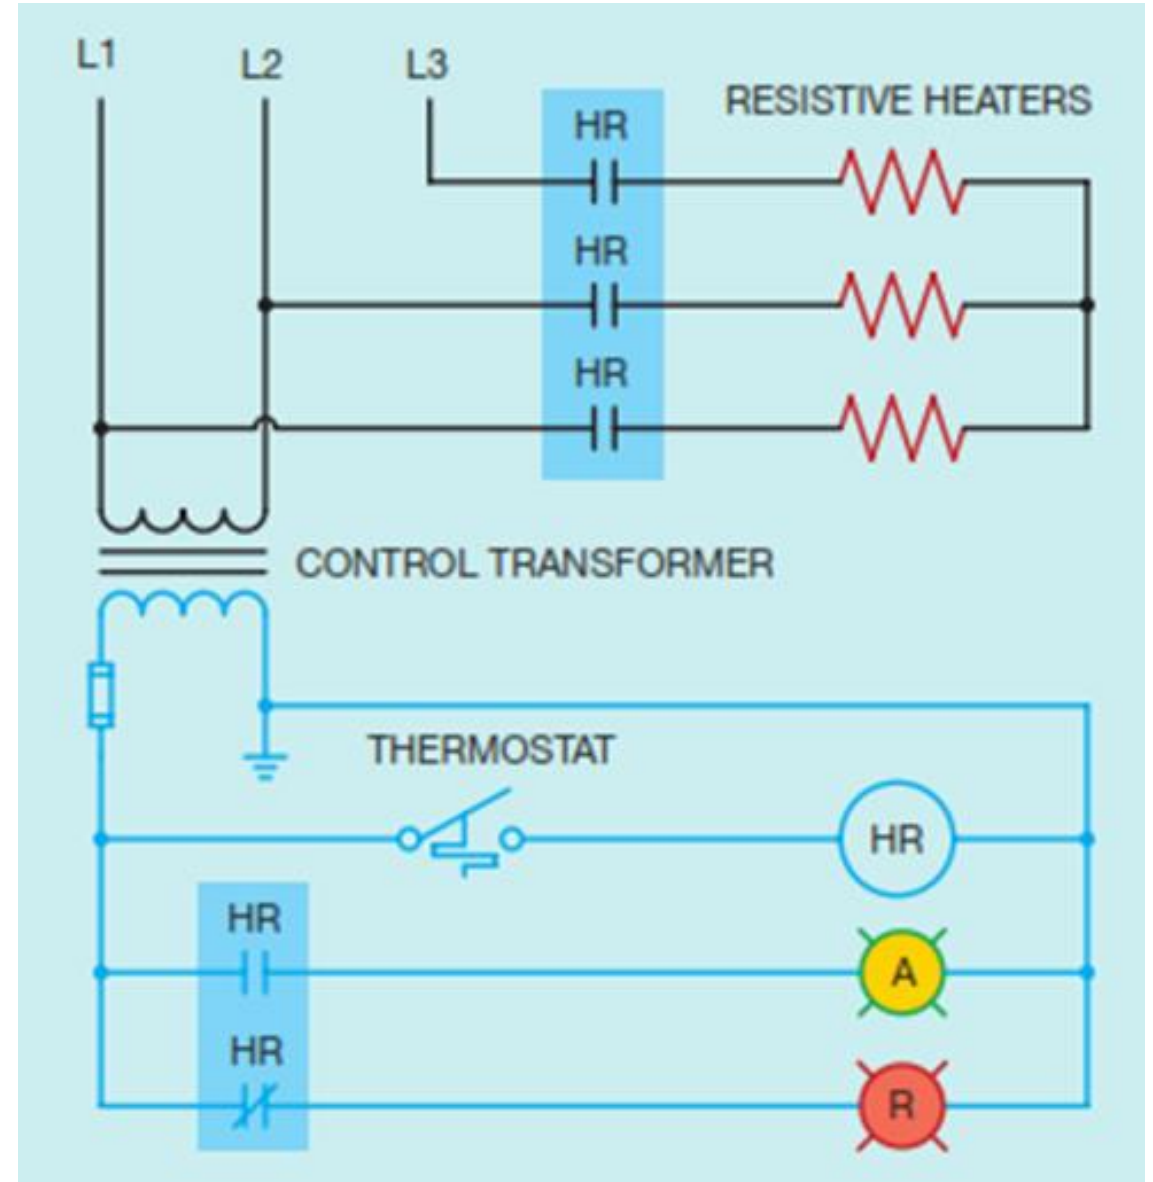 L1
L2
L3
HR
RESISTIVE HEATERS
HR
HR
CONTROL TRANSFORMER
THERMOSTAT
HR
HR
A
HR
R